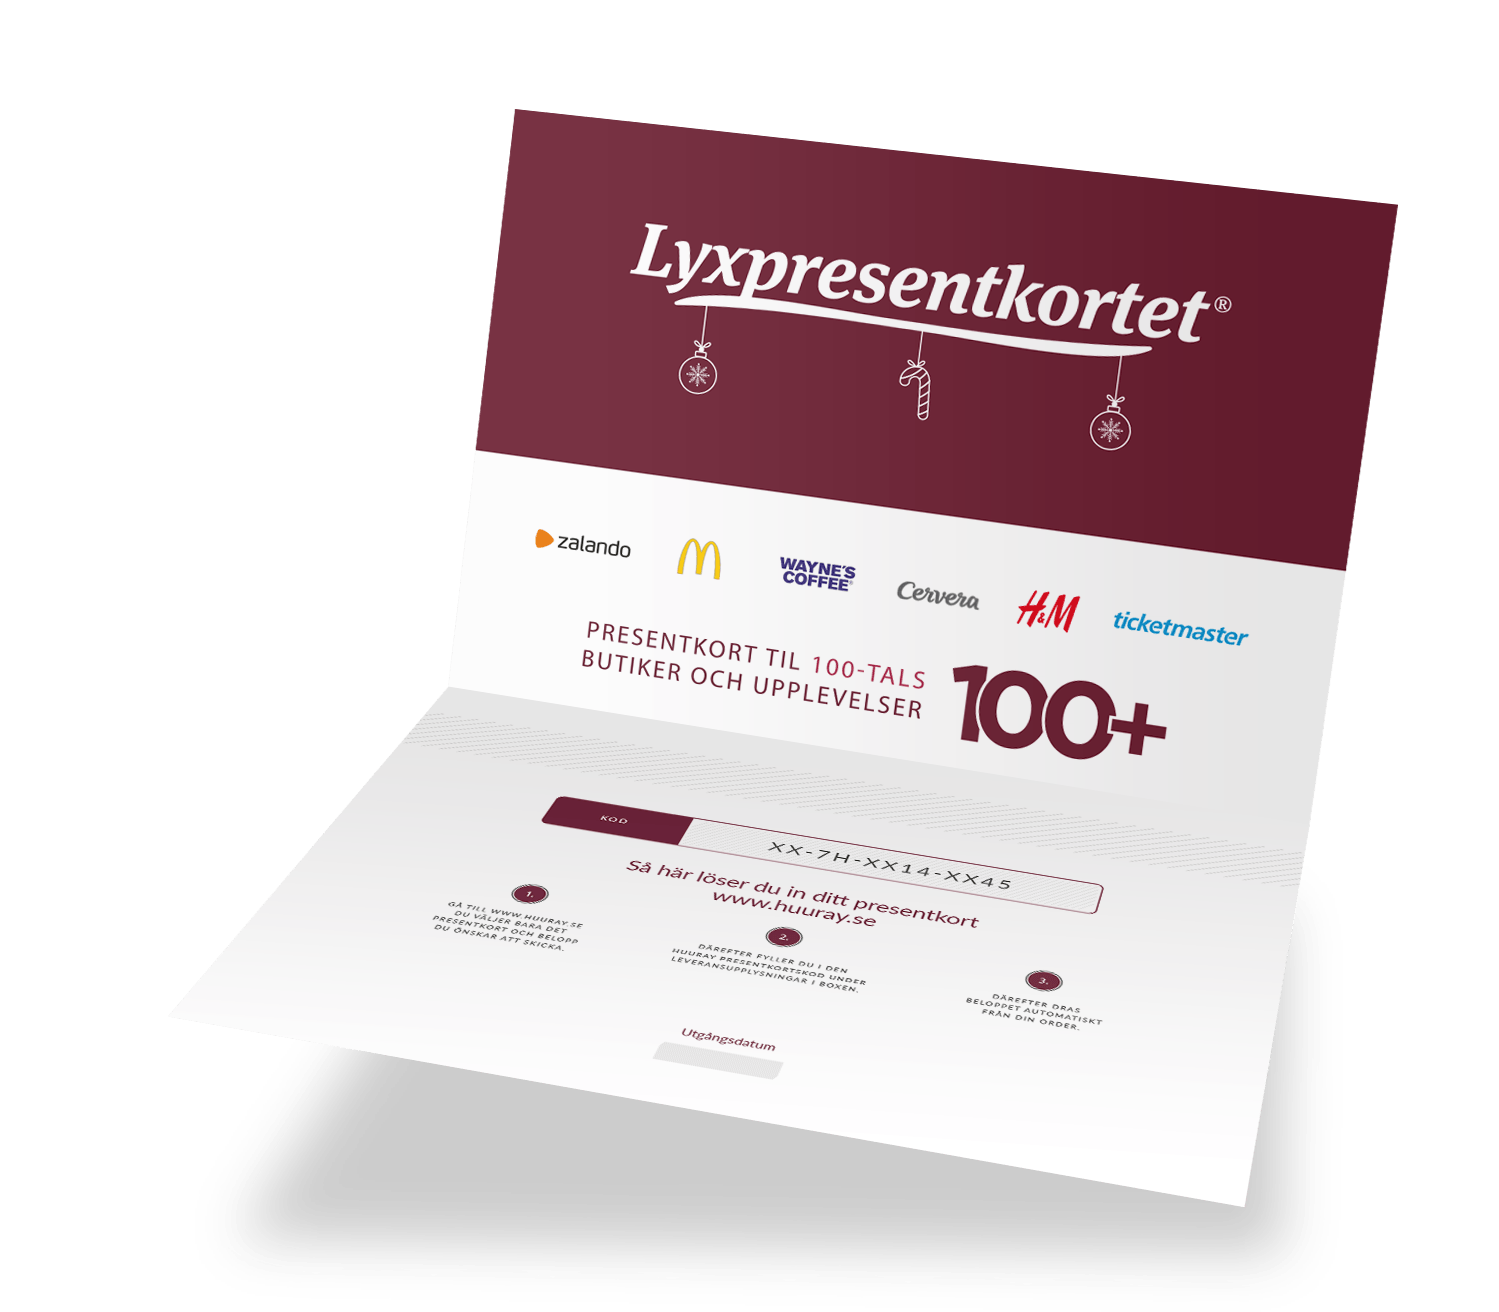 Lyxpresentkortet®
zalando
WAYNE'S
COFFEE®
Cervera
H&M
ticketmaster
PRESENTKORT TIL 100-TALS
BUTIKER OCH UPPLEVELSER
100+
KOD
XX-7H-XX14-XX45
Så här löser du in ditt presentkort
www.huuray.se
1.
GÅ TILL WWW.HUURAY.SE
DU VÄLJER BARA DET
PRESENTKORT OCH BELOPP
DU ÖNSKAR ATT SKICKA.
2.
DÄREFTER FYLLER DU I DEN
HUURAY PRESENTKORTSKOD UNDER
LEVERANSUPPLYSNINGAR I BOXEN.
3.
DÄREFTER DRAS
BELOPPET AUTOMATISKT
FRÅN DIN ORDER.
Utgångsdatum